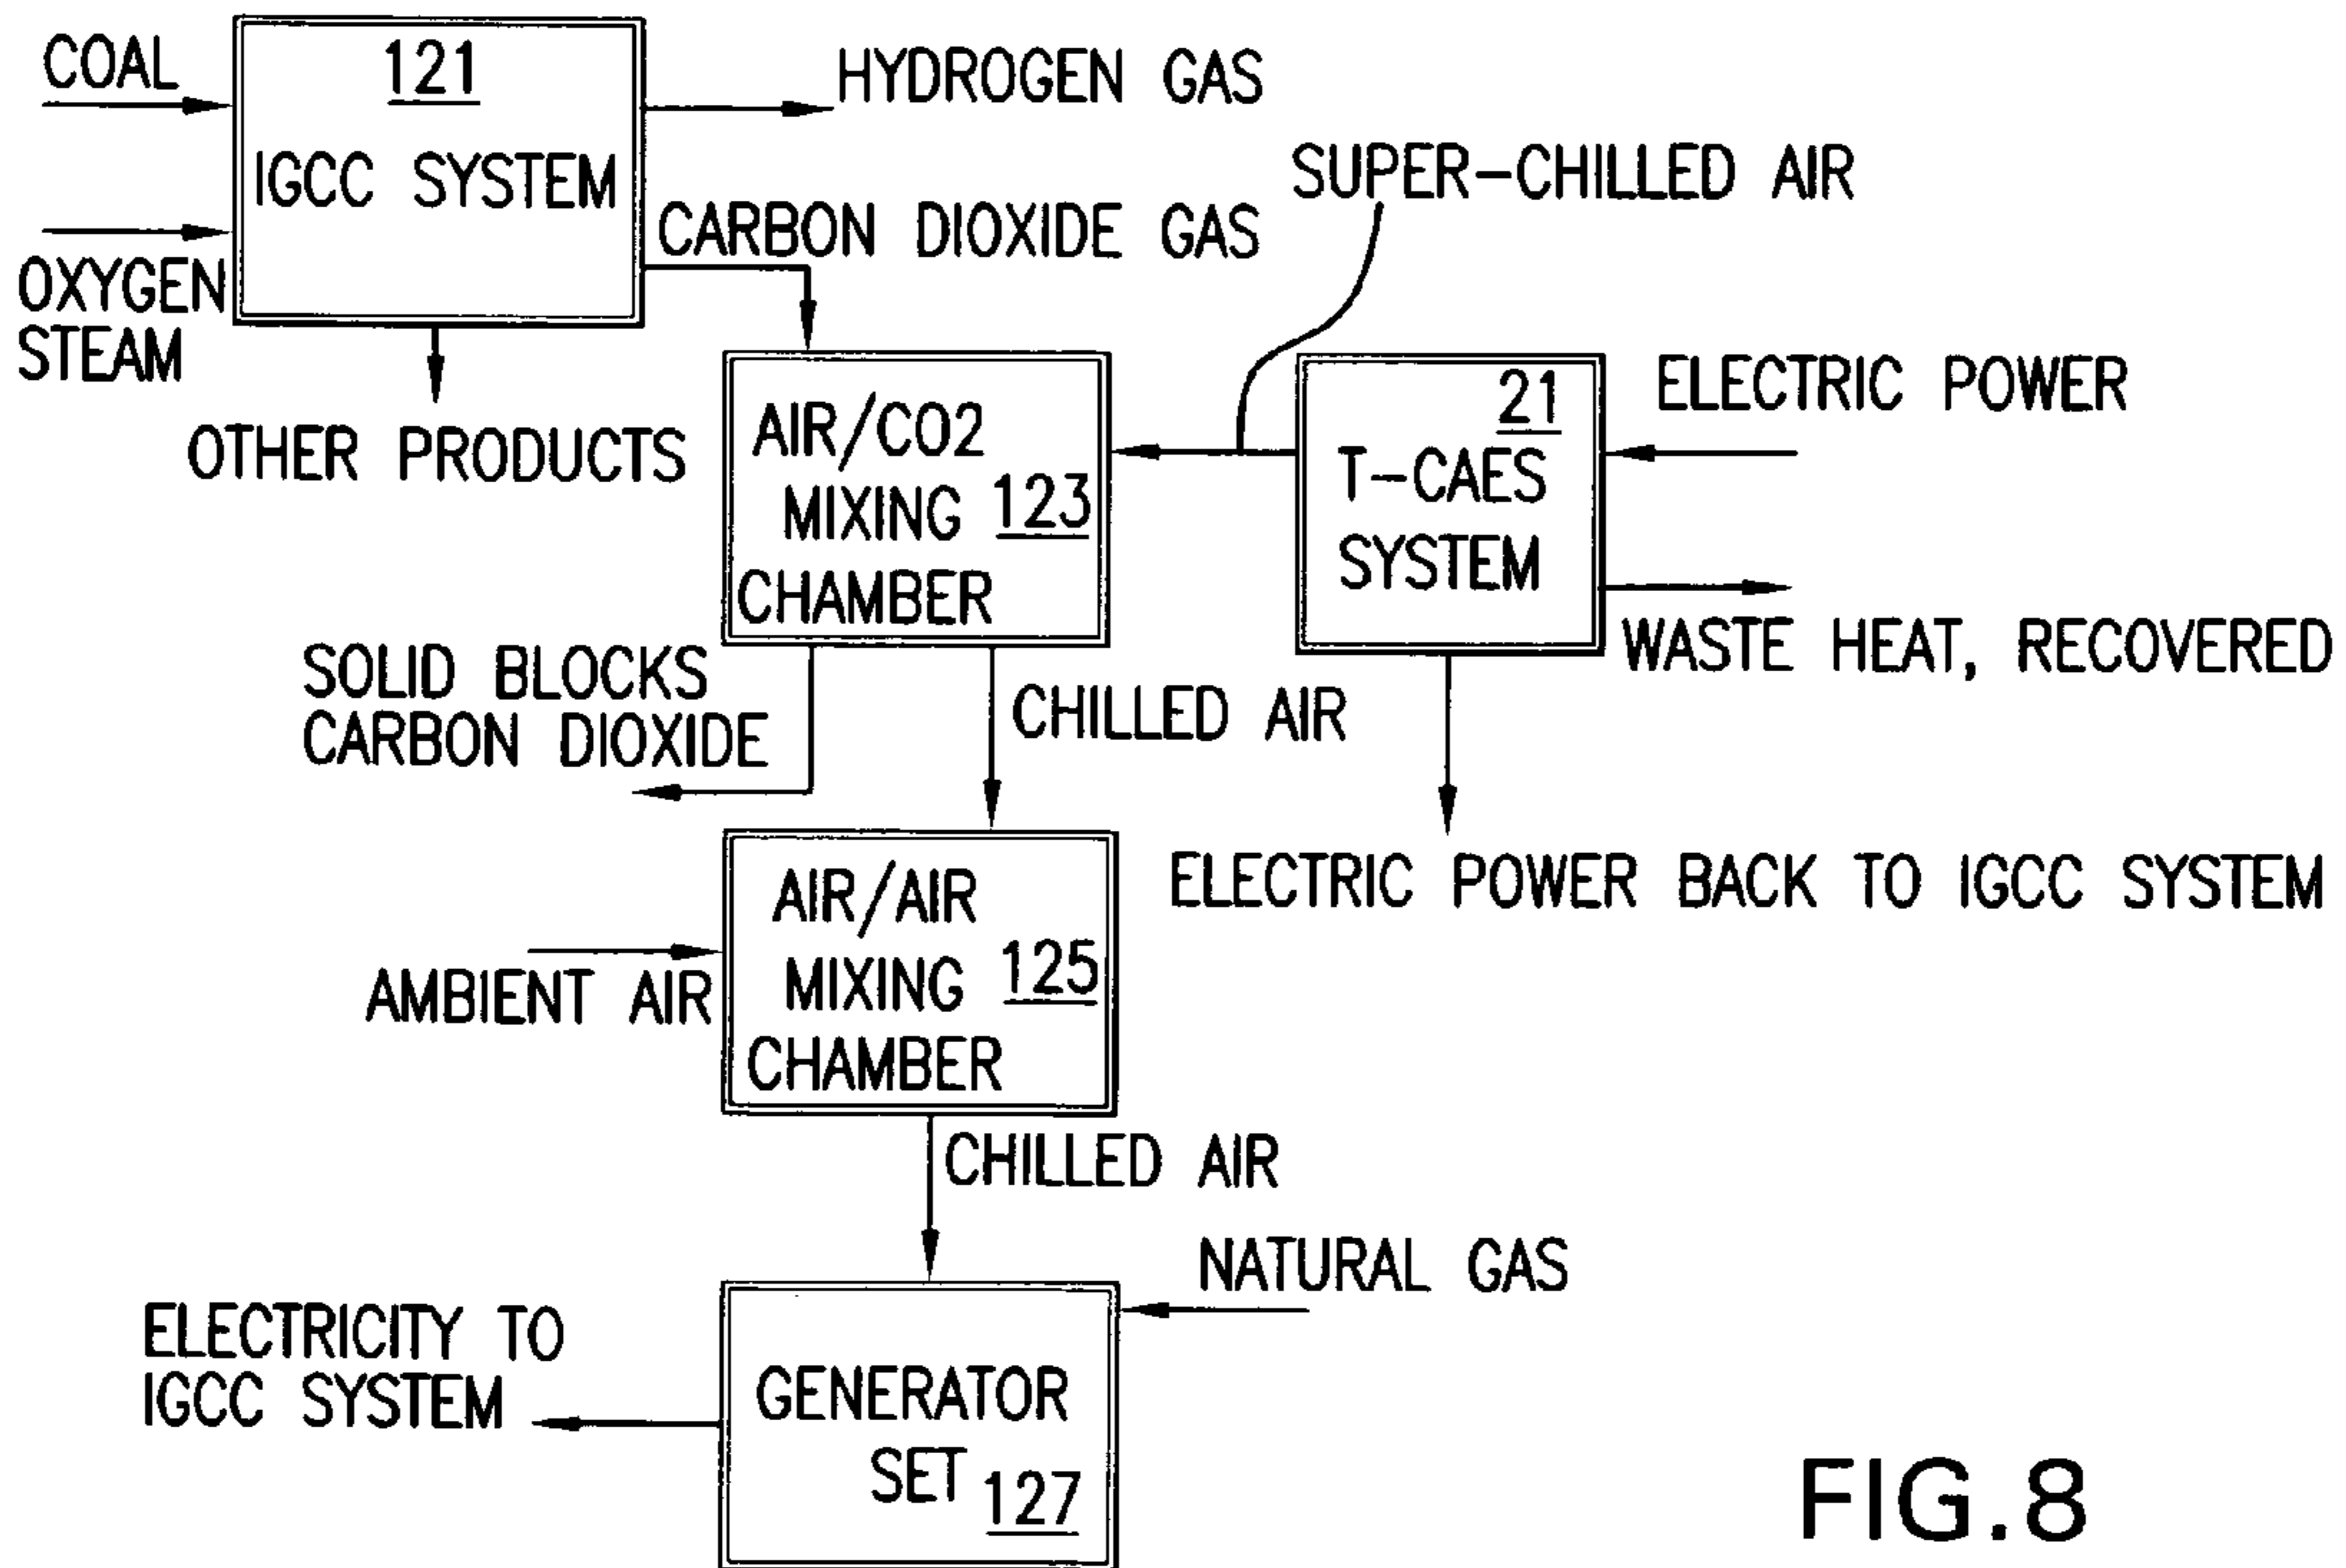 COAL
121
IGCC SYSTEM
OXYGEN
STEAM
HYDROGEN GAS
CARBON DIOXIDE GAS
OTHER PRODUCTS
SUPER-CHILLED AIR
AIR/CO2
MIXING 123
CHAMBER
21
T-CAES
SYSTEM
ELECTRIC POWER
WASTE HEAT, RECOVERED
SOLID BLOCKS
CARBON DIOXIDE
CHILLED AIR
ELECTRIC POWER BACK TO IGCC SYSTEM
AIR/AIR
MIXING 125
CHAMBER
AMBIENT AIR
CHILLED AIR
NATURAL GAS
ELECTRICITY TO
IGCC SYSTEM
GENERATOR
SET 127
FIG.8